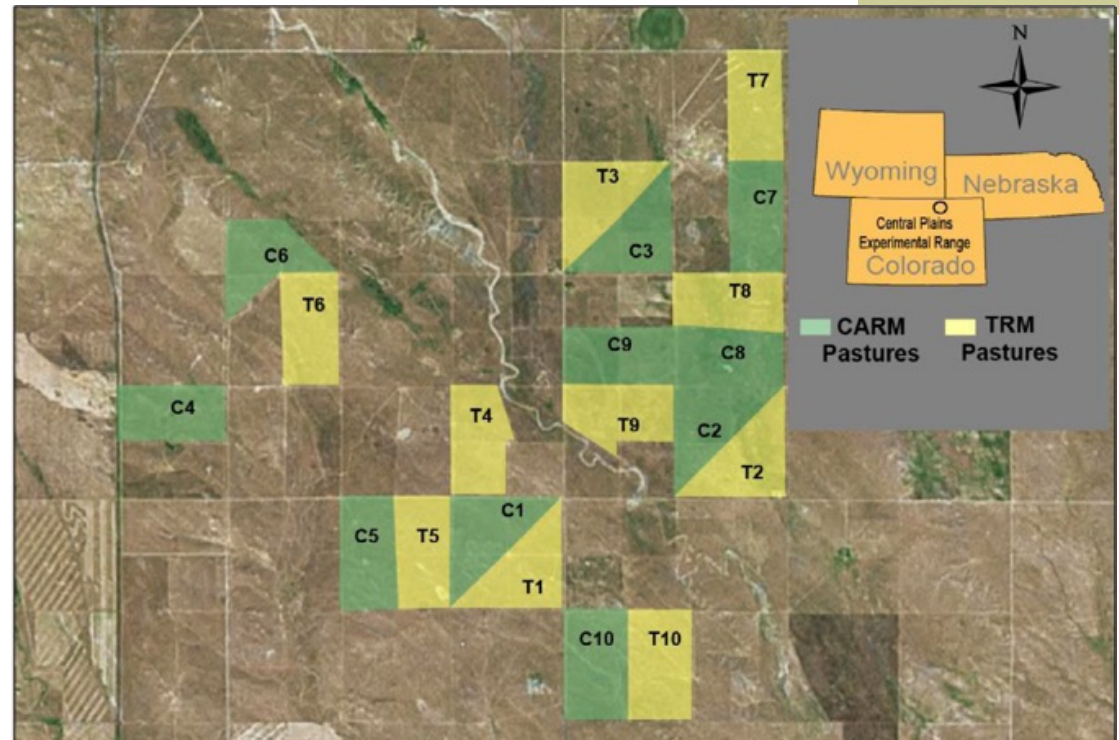 N
Wyoming
Nebraska
Central Plains
Experimental Range
Colorado
CARM
Pastures
TRM
Pastures
T7
T3
C7
C3
C6
T6
T8
C9
C8
C4
T4
T9
C2
T2
C5
T5
C1
T1
C10
T10